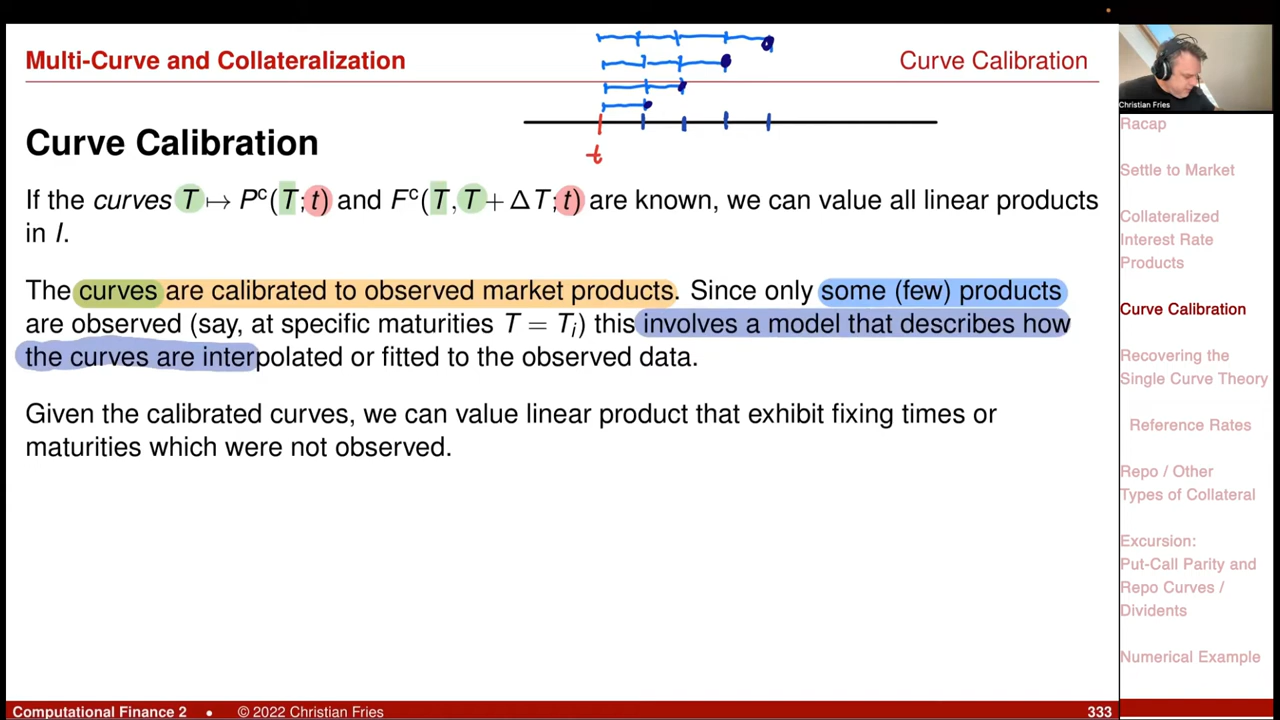 Multi-Curve and Collateralization
Curve Calibration
t
Curve Calibration
If the curves T ↦ Pᶜ(T; t) and Fᶜ(T, T + ΔT; t) are known, we can value all linear products
in I.
The curves are calibrated to observed market products. Since only some (few) products
are observed (say, at specific maturities T = Tᵢ) this involves a model that describes how
the curves are interpolated or fitted to the observed data.
Given the calibrated curves, we can value linear product that exhibit fixing times or
maturities which were not observed.
Christian Fries
Racap
Settle to Market
Collateralized
Interest Rate
Products
Curve Calibration
Recovering the
Single Curve Theory
Reference Rates
Repo / Other
Types of Collateral
Excursion:
Put-Call Parity and
Repo Curves /
Dividents
Numerical Example
Computational Finance 2 • © 2022 Christian Fries
333